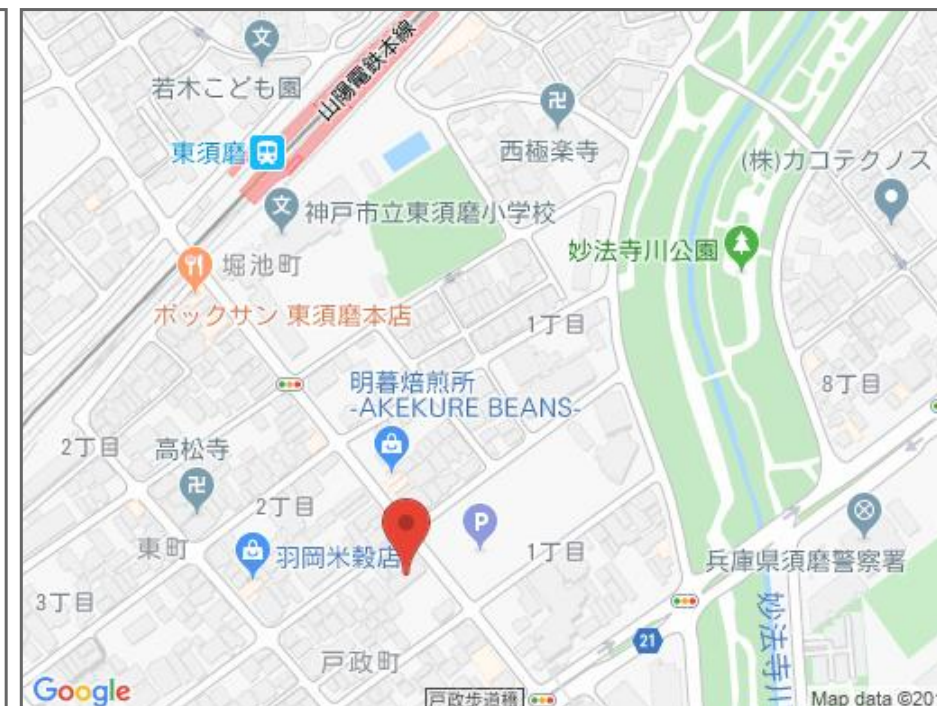 山陽電鉄本線
若木こども園
東須磨
西極楽寺
(株)カコテクノス
神戸市立東須磨小学校
妙法寺川公園
堀池町
ボックサン 東須磨本店
1丁目
明暮焙煎所
-AKEKURE BEANS-
8丁目
2丁目
高松寺
2丁目
P
東町
羽岡米穀店
1丁目
兵庫県須磨警察署
3丁目
21
妙法寺川
戸政町
Google
戸政歩道橋
Map data ©201